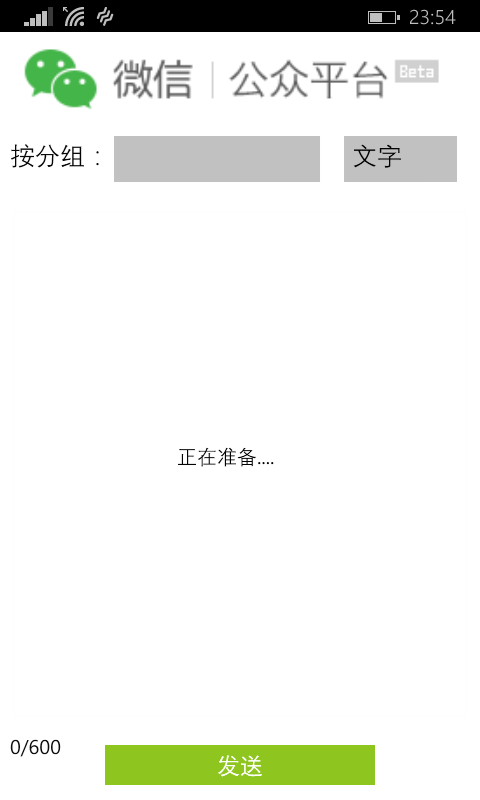 23:54
微信 | 公众平台 Beta
按分组： 文字
正在准备....
0/600
发送